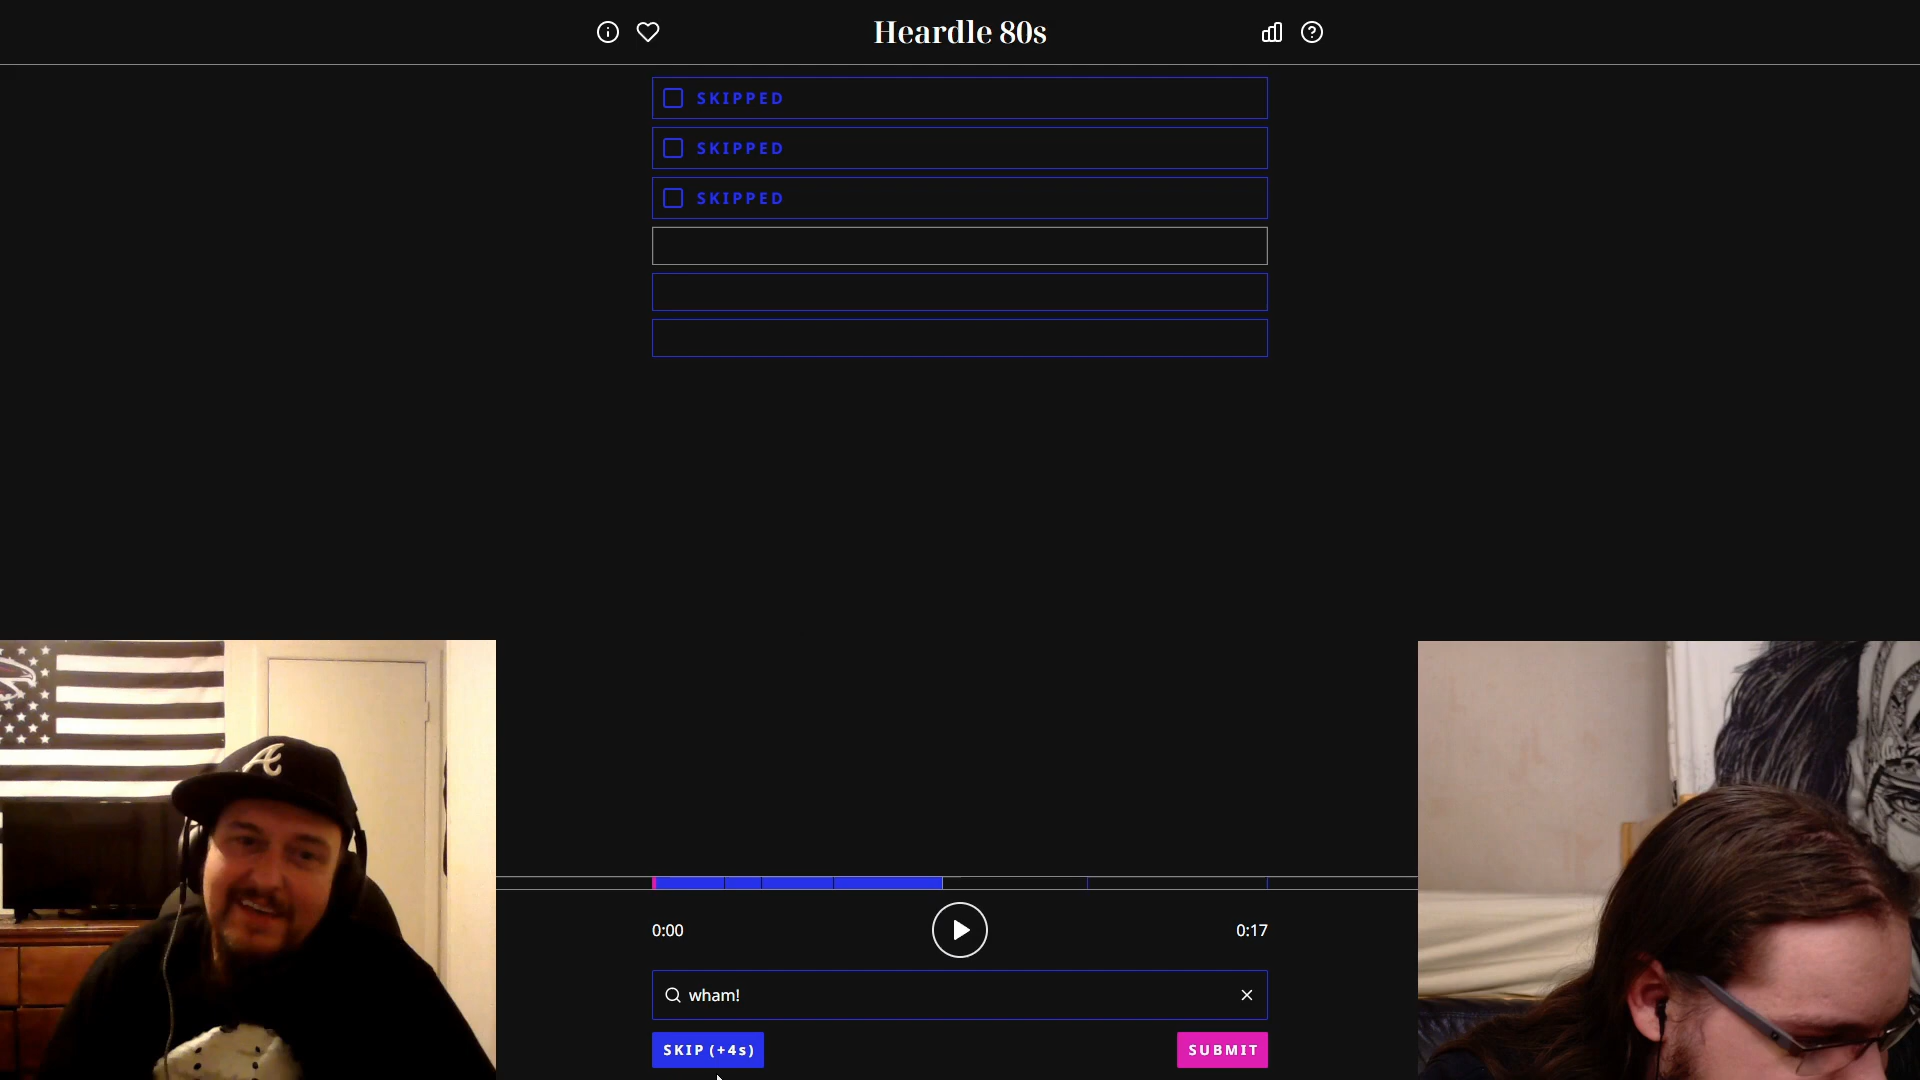 Heardle 80s
SKIPPED
SKIPPED
SKIPPED
0:00
0:17
wham!
SKIP (+4s)
SUBMIT
A